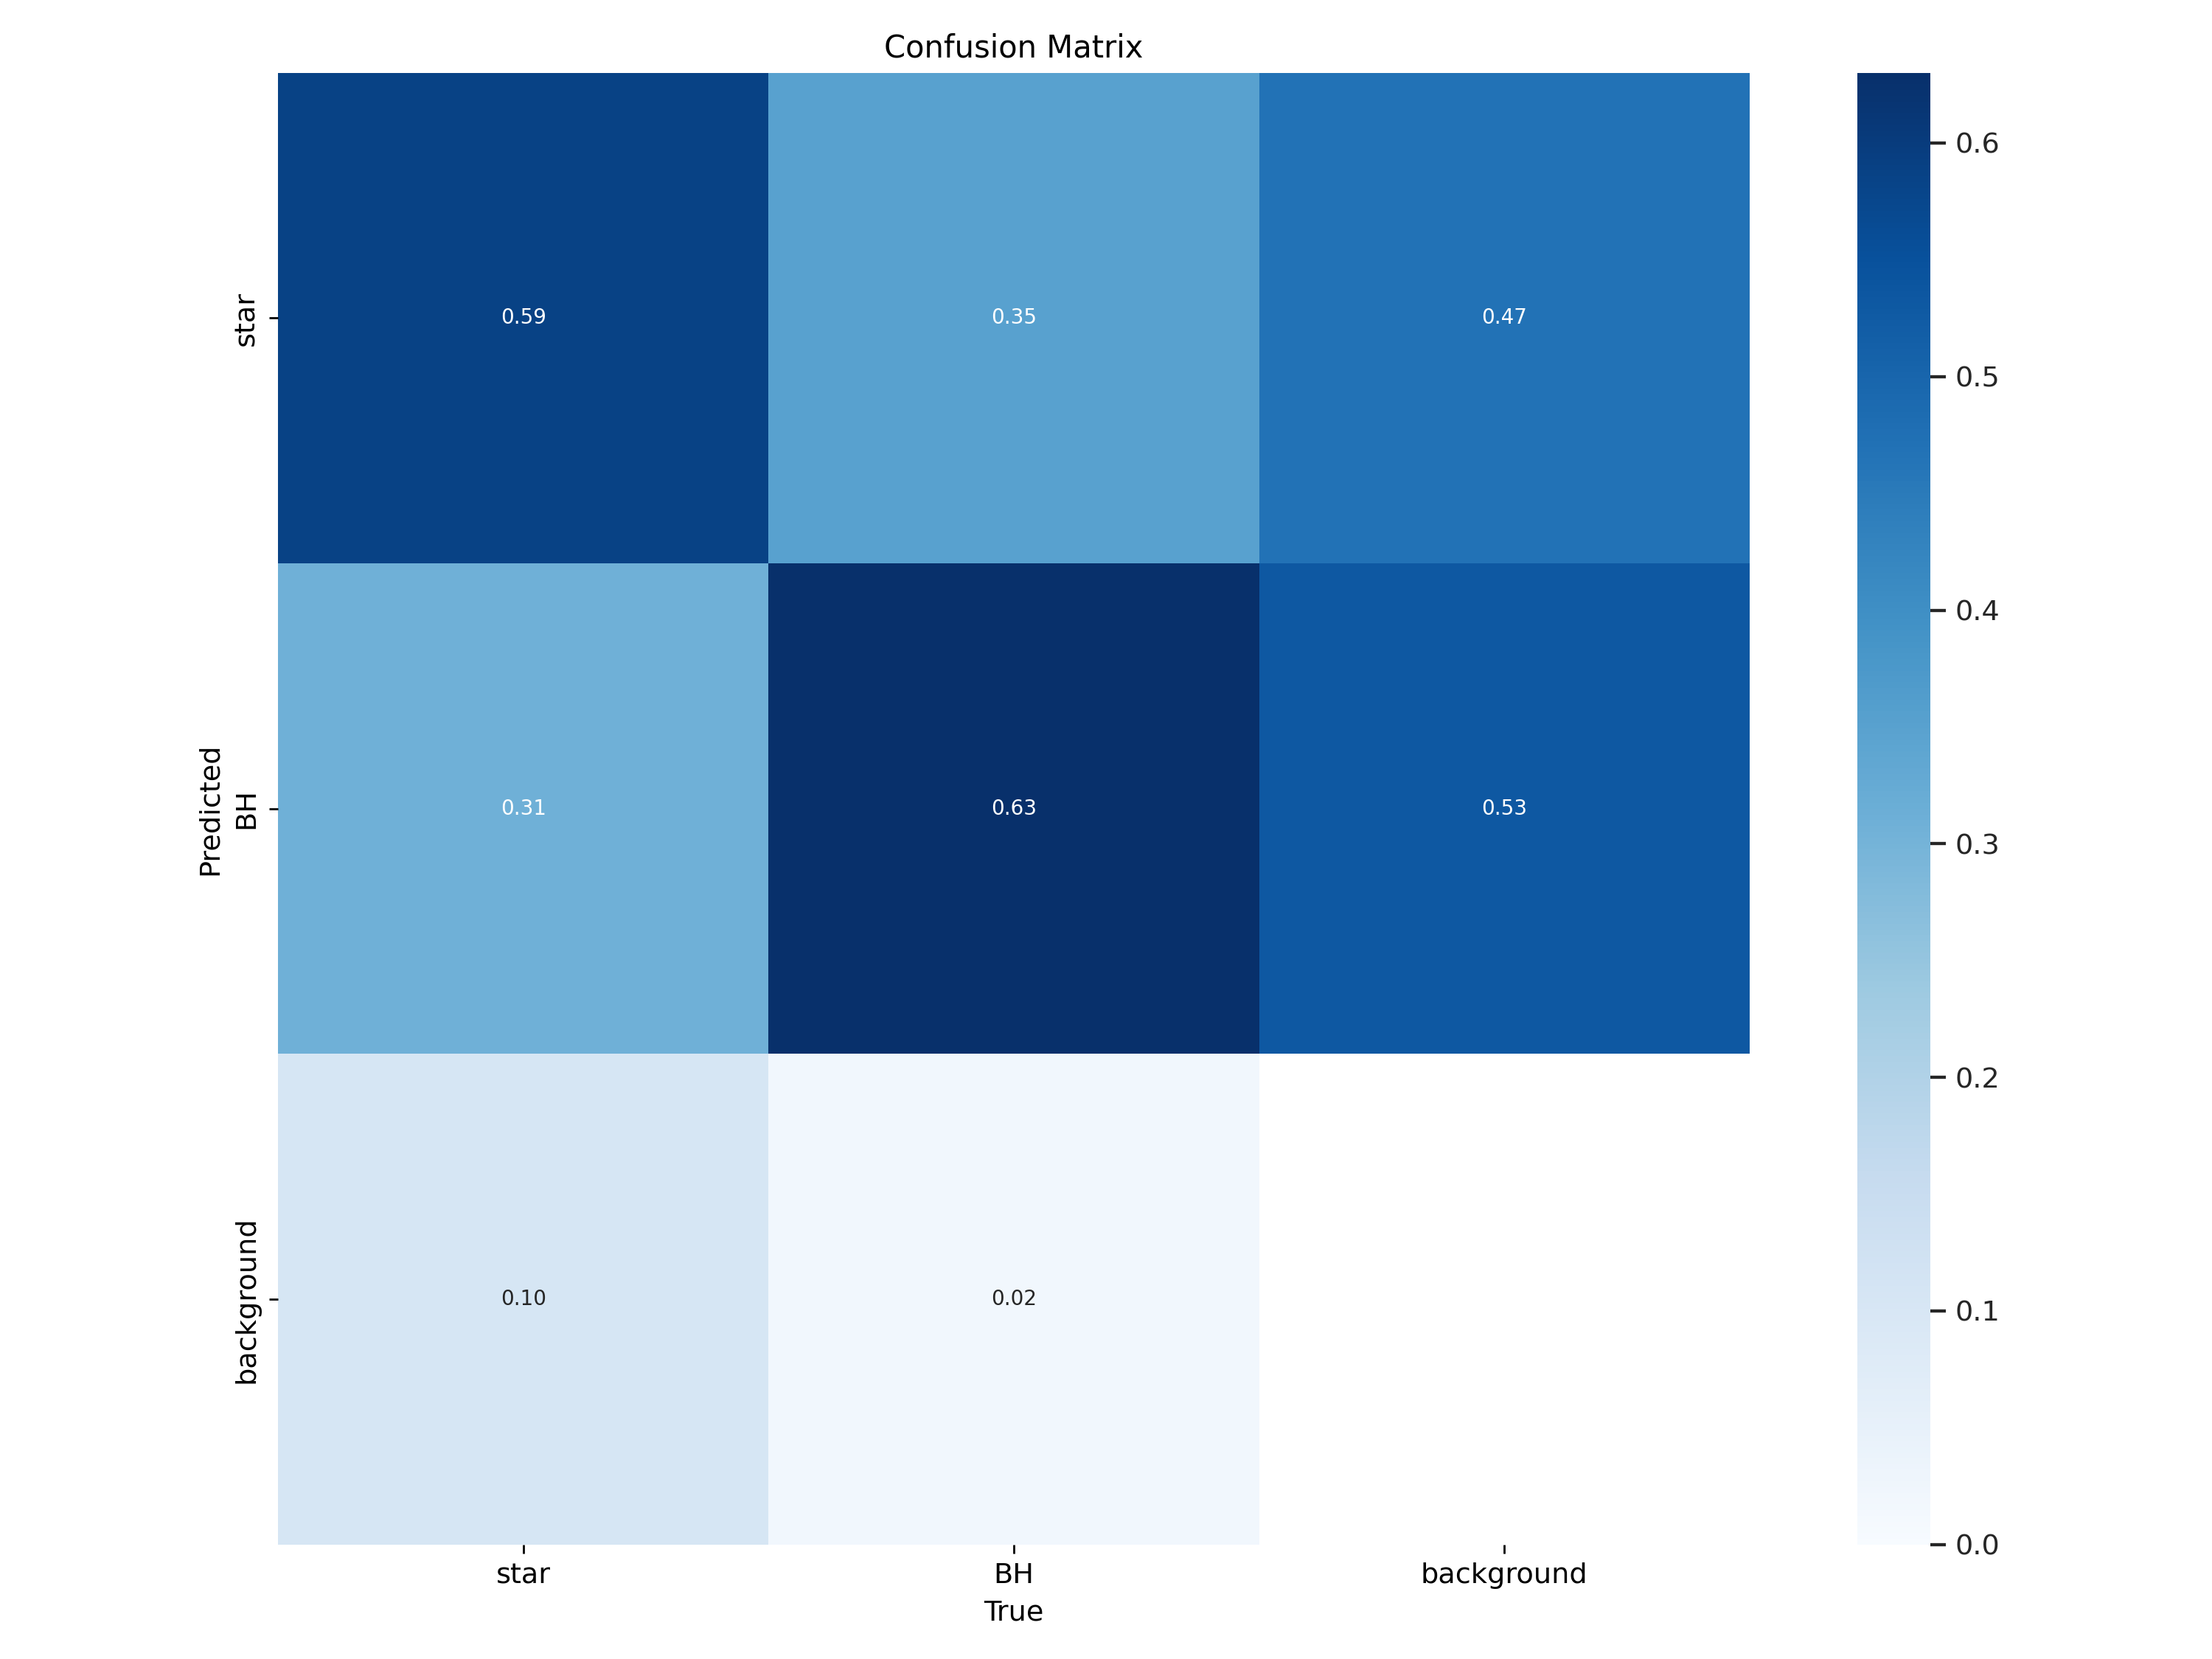 Confusion Matrix
star
BH
background
Predicted
0.59 0.35 0.47
0.31 0.63 0.53
0.10 0.02
star BH background
True
0.6
0.5
0.4
0.3
0.2
0.1
0.0